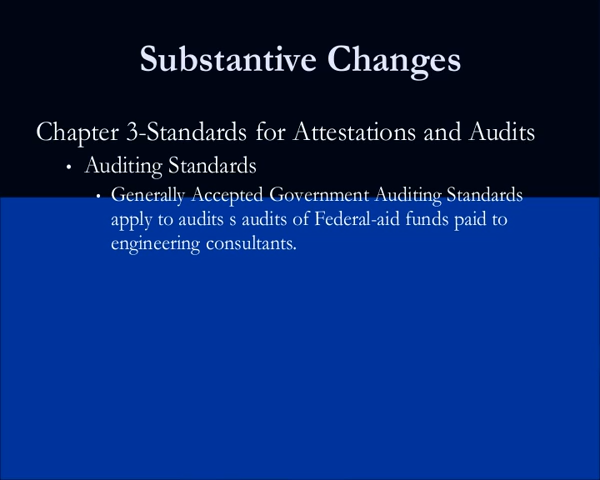 Substantive Changes
Chapter 3-Standards for Attestations and Audits
• Auditing Standards
• Generally Accepted Government Auditing Standards
apply to audits s audits of Federal-aid funds paid to
engineering consultants.